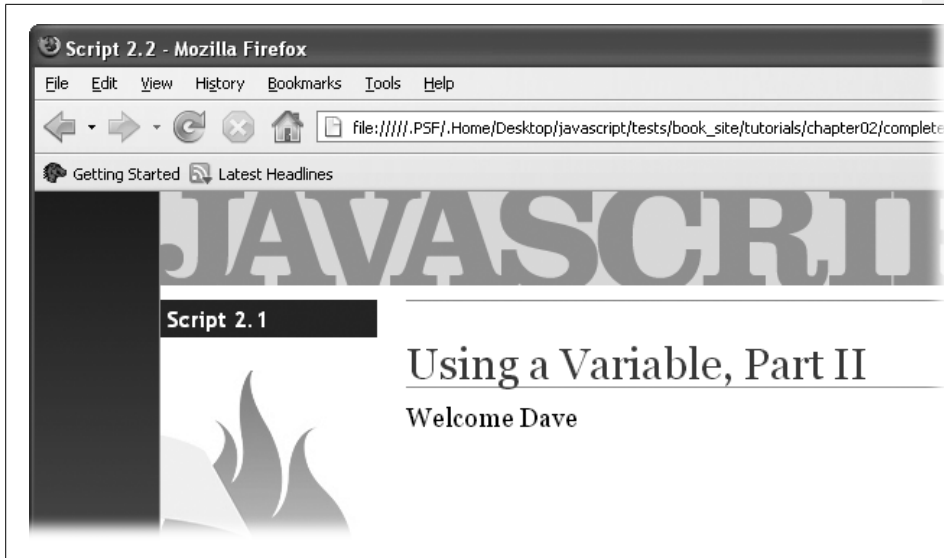 Script 2.2 - Mozilla Firefox
File Edit View History Bookmarks Tools Help
file://///.PSF/.Home/Desktop/javascript/tests/book_site/tutorials/chapter02/complete
Getting Started Latest Headlines
JAVASCRI
Script 2.1
Using a Variable, Part II
Welcome Dave